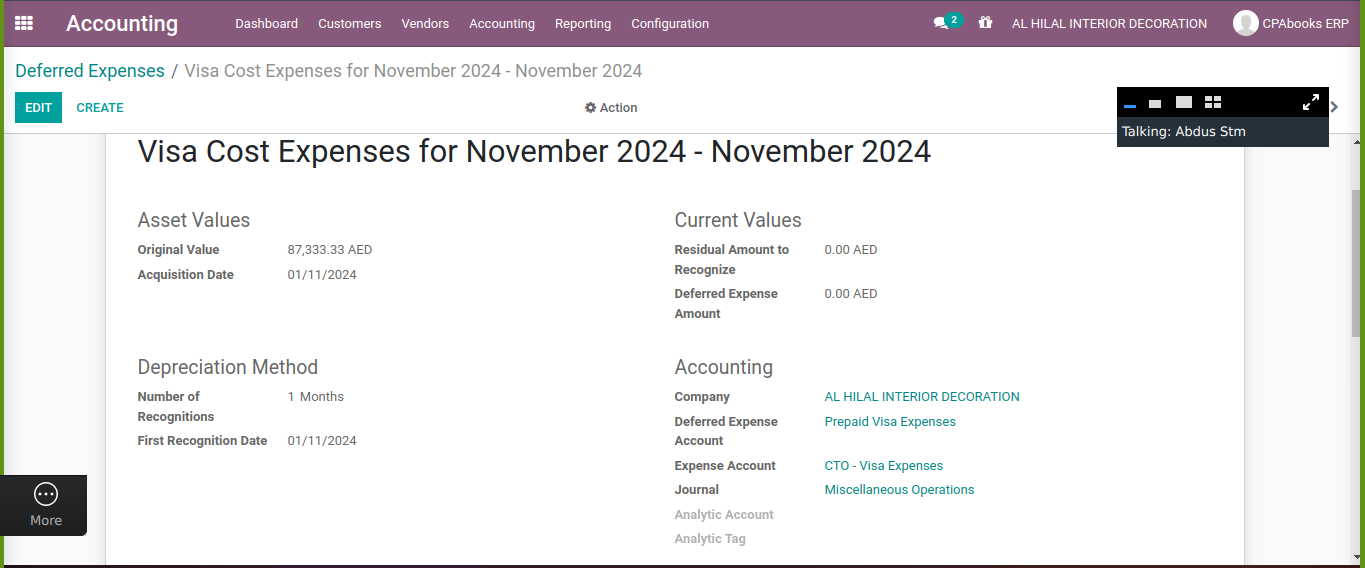 Accounting Dashboard Customers Vendors Accounting Reporting Configuration 2 AL HILAL INTERIOR DECORATION CPAbooks ERP
Deferred Expenses / Visa Cost Expenses for November 2024 - November 2024
EDIT CREATE Action
Talking: Abdus Stm
Visa Cost Expenses for November 2024 - November 2024
Asset Values
Original Value 87,333.33 AED
Acquisition Date 01/11/2024
Current Values
Residual Amount to Recognize 0.00 AED
Deferred Expense Amount 0.00 AED
Depreciation Method
Number of Recognitions 1 Months
First Recognition Date 01/11/2024
Accounting
Company AL HILAL INTERIOR DECORATION
Deferred Expense Account Prepaid Visa Expenses
Expense Account CTO - Visa Expenses
Journal Miscellaneous Operations
Analytic Account
Analytic Tag
More